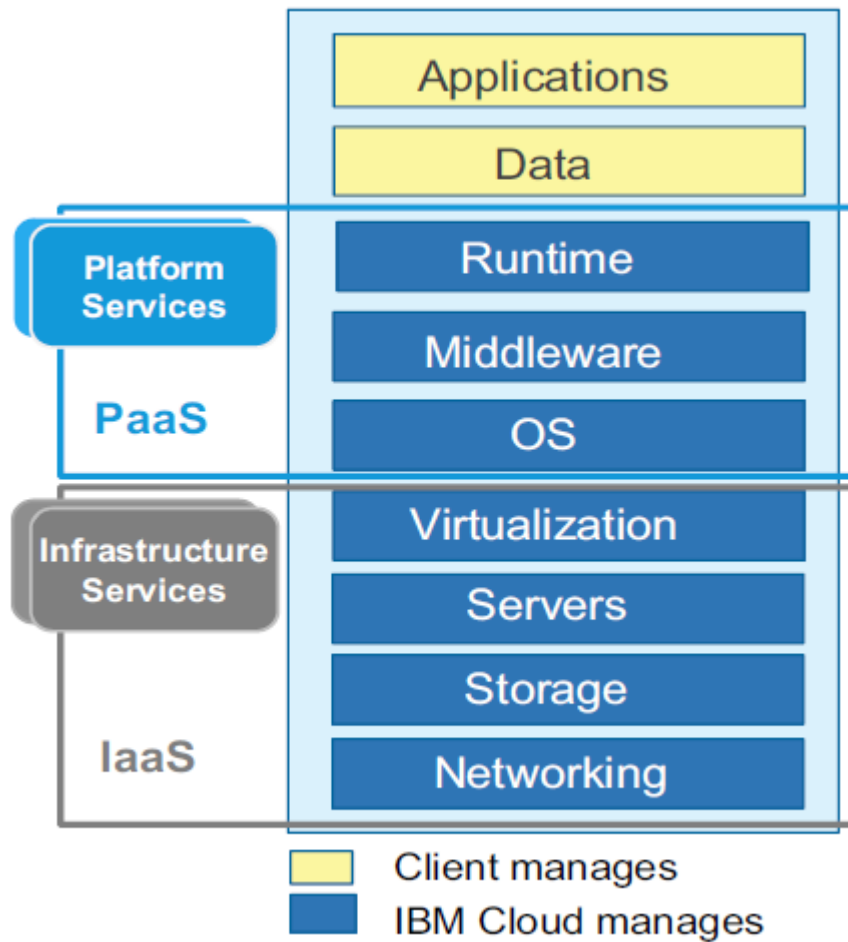 Applications
Data
Platform
Services
Runtime
Middleware
PaaS
OS
Infrastructure
Services
Virtualization
Servers
Storage
IaaS
Networking
Client manages
IBM Cloud manages